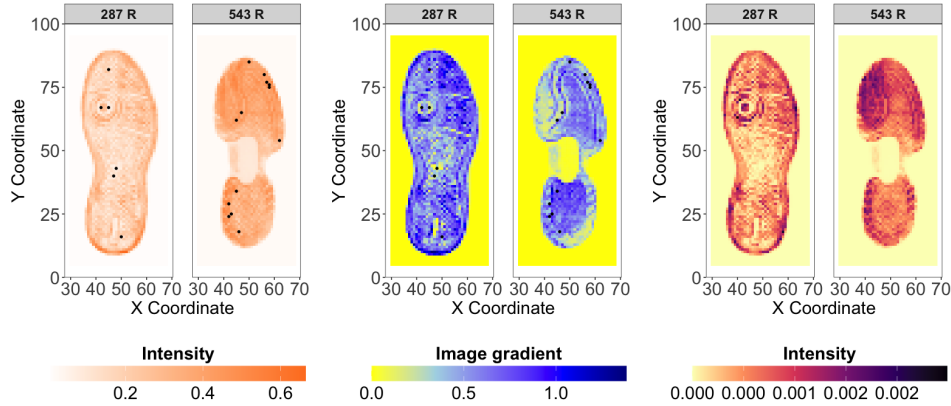 287 R 543 R 287 R 543 R 287 R 543 R
100 100 100
75 75 75
50 50 50
25 25 25
0 0 0
Y Coordinate Y Coordinate Y Coordinate
30 40 50 60 70 30 40 50 60 70 30 40 50 60 70 30 40 50 60 70 30 40 50 60 70 30 40 50 60 70
X Coordinate X Coordinate X Coordinate
Intensity Image gradient Intensity
0.2 0.4 0.6 0.0 0.5 1.0 0.000 0.000 0.001 0.002 0.002